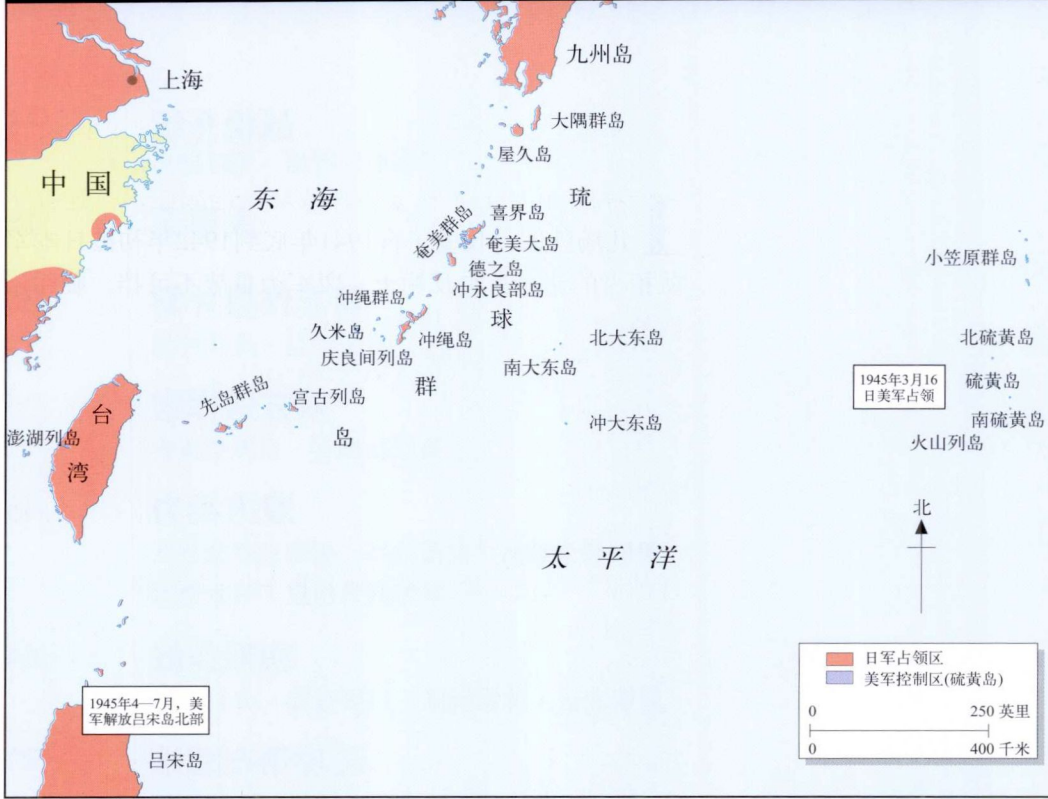 九州岛
上海
大隅群岛
屋久岛
中国
东海
琉
奄美群岛
喜界岛
奄美大岛
德之岛
冲永良部岛
小笠原群岛
冲绳群岛
球
久米岛
冲绳岛
北大东岛
北硫黄岛
庆良间列岛
南大东岛
1945年3月16
日美军占领
硫黄岛
群
先岛群岛
宫古列岛
台
南硫黄岛
冲大东岛
岛
澎湖列岛
火山列岛
湾
北
太平洋
日军占领区
美军控制区(硫黄岛)
0 250 英里
0 400 千米
1945年4—7月,美
军解放吕宋岛北部
吕宋岛